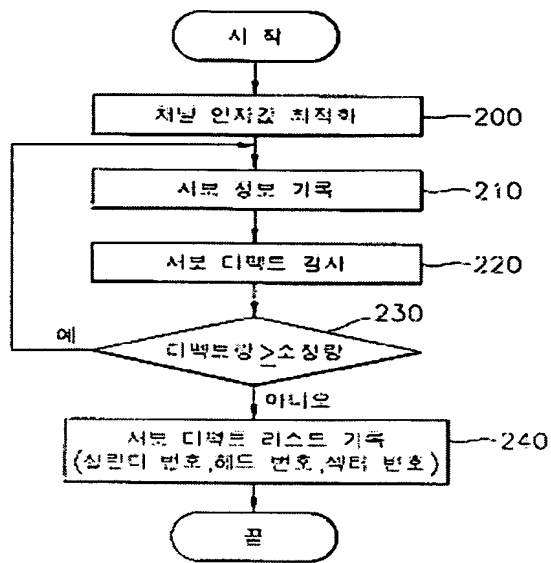 시 작
채널 인자값 최적화
200
서보 정보 기록
210
서보 디펙트 검사
220
230
예
디펙트량≥소정량
아니오
서보 디펙트 리스트 기록
240
(실린더 번호,헤드 번호,섹터 번호)
끝